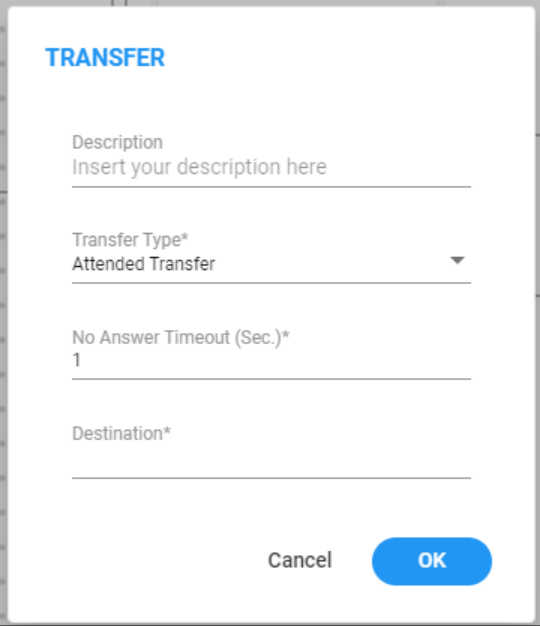 TRANSFER
Description
Insert your description here
Transfer Type*
Attended Transfer
No Answer Timeout (Sec.)*
1
Destination*
Cancel OK